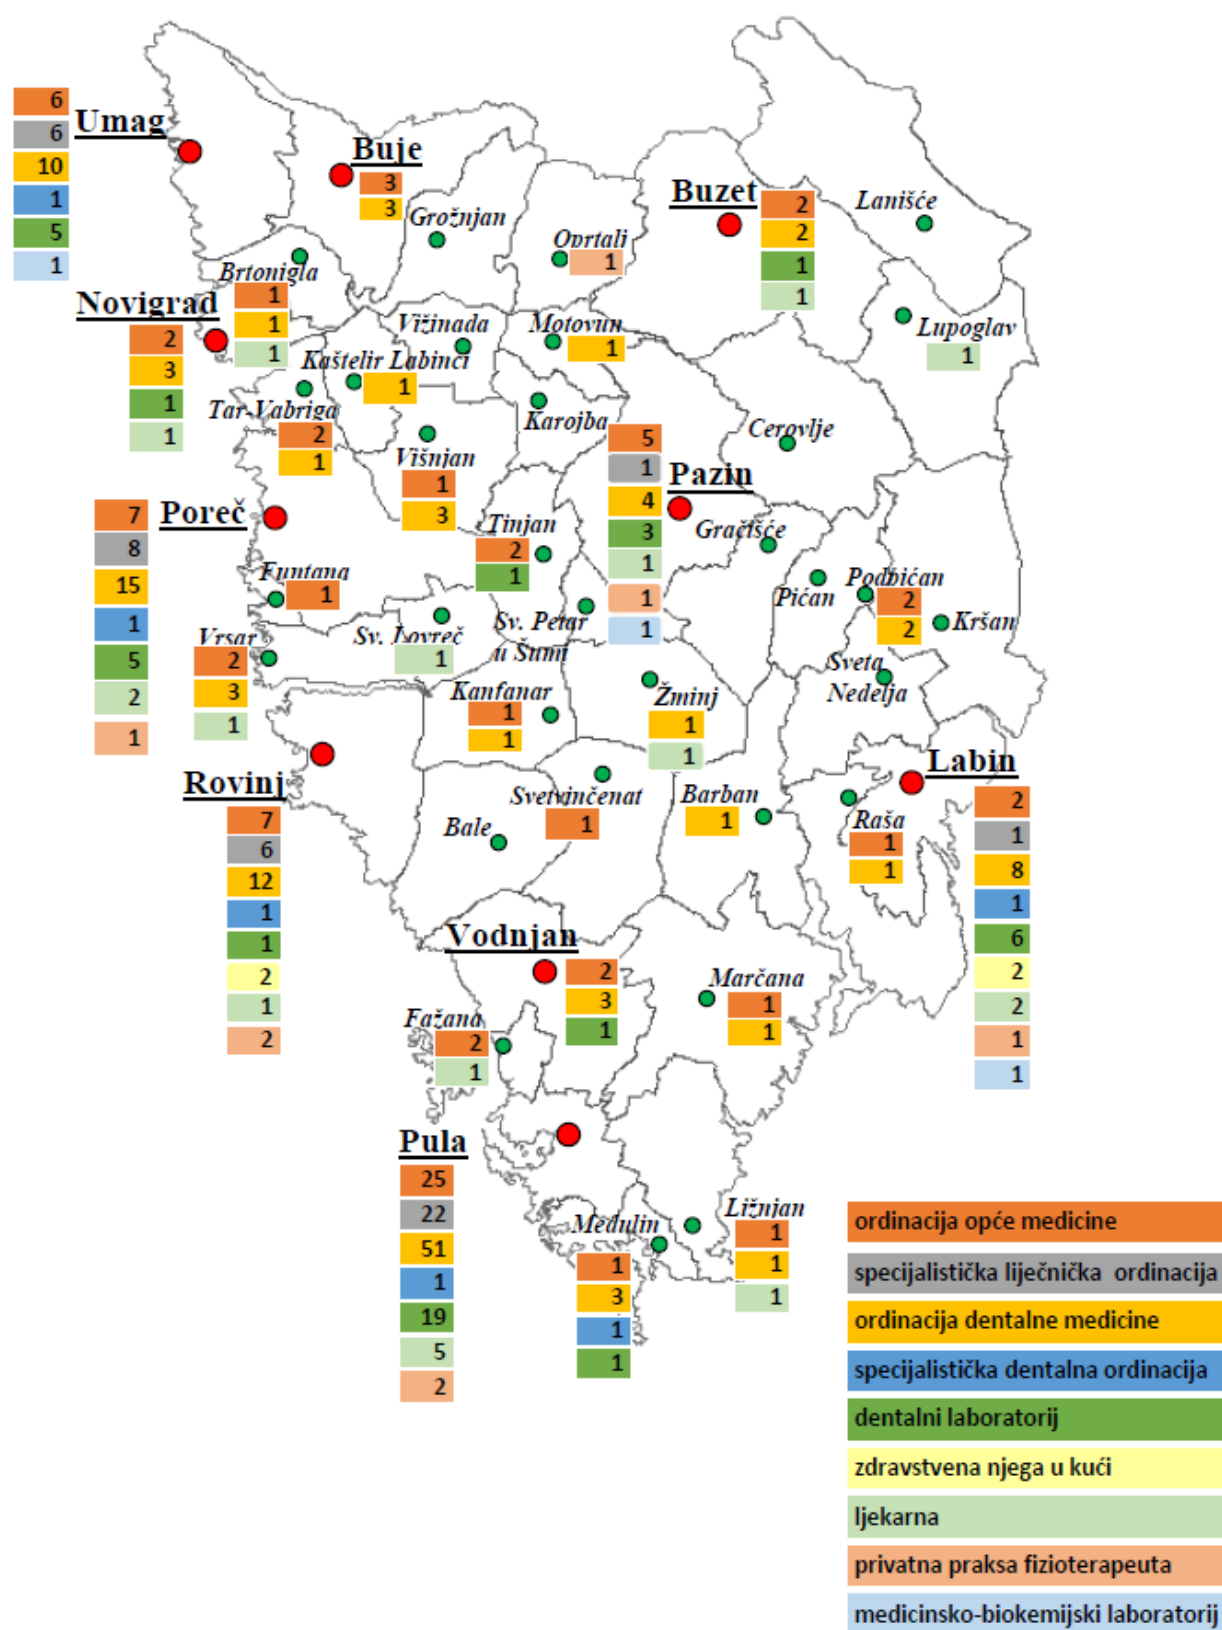 6
Umag
6
10
1
5
1
Buje
3
3
Grožnjan
Oprtalj
1
Buzet
2
2
1
1
Lanišće
Lupoglav
1
Brtonigla
1
1
1
Novigrad
2
3
1
1
Vižinada
Motovun
1
Kaštelir Labinci
1
Tar-Vabriga
2
1
Karojba
Višnjan
1
3
Cerovlje
5
1
Pazin
4
3
1
1
1
Gračišće
Poreč
7
8
15
1
5
2
1
Tinjan
2
1
Funtana
1
Vrsar
2
3
1
Sv. Lovreč
1
Sv. Petar
u Šumi
Pićan
Podpićan
2
2
Kršan
Sveta
Nedelja
Kanfanar
1
1
Žminj
1
1
Rovinj
7
6
12
1
1
2
1
2
Svetvinčenat
1
Bale
Barban
1
Raša
1
1
Labin
2
1
8
1
6
2
2
1
1
Vodnjan
2
3
1
Marčana
1
1
Fažana
2
1
Pula
25
22
51
1
19
5
2
Medulin
1
3
1
1
Ližnjan
1
1
1
ordinacija opće medicine
specijalistička liječnička ordinacija
ordinacija dentalne medicine
specijalistička dentalna ordinacija
dentalni laboratorij
zdravstvena njega u kući
ljekarna
privatna praksa fizioterapeuta
medicinsko-biokemijski laboratorij